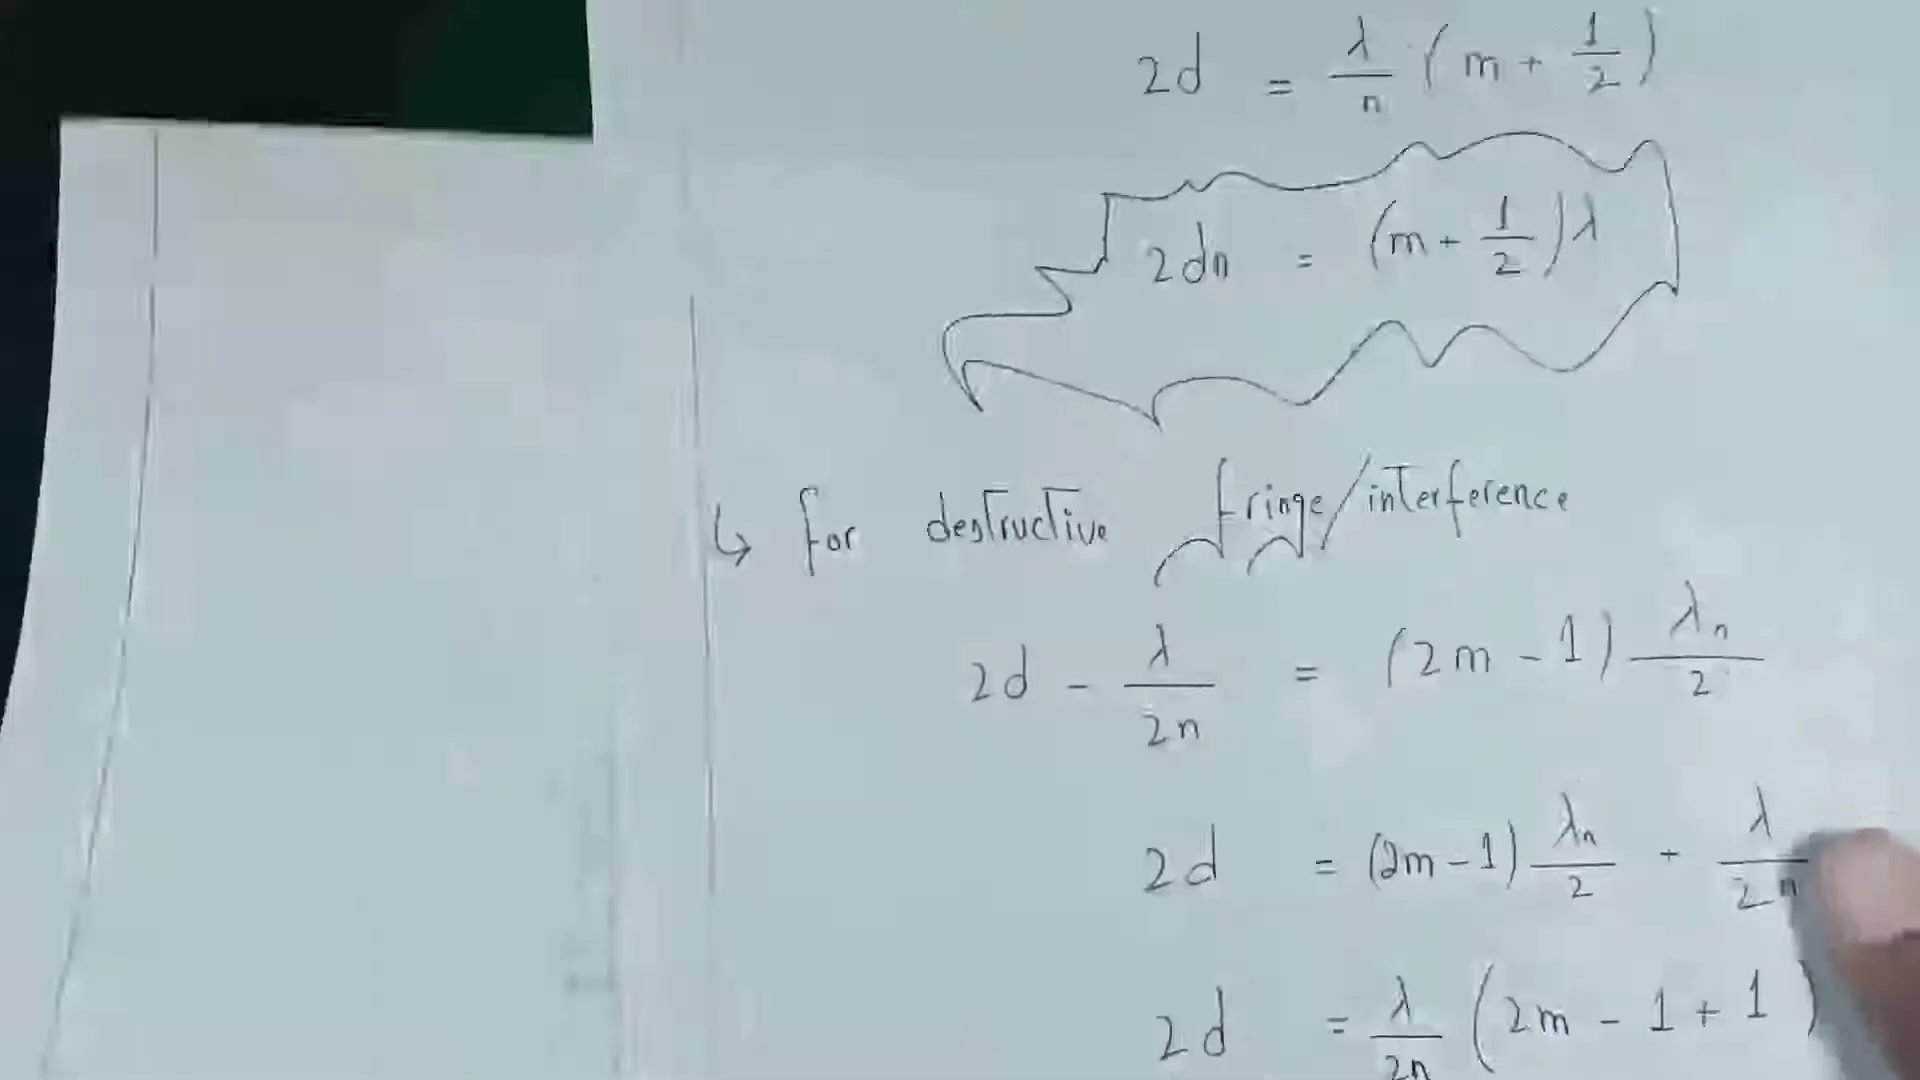 2d = λ/n (m + 1/2)
2dn = (m + 1/2)λ
↳ for destructive fringe/interference
2d - λ/2n = (2m - 1) λn/2
2d = (2m - 1) λn/2 + λ/2n
2d = λ/2n (2m - 1 + 1)